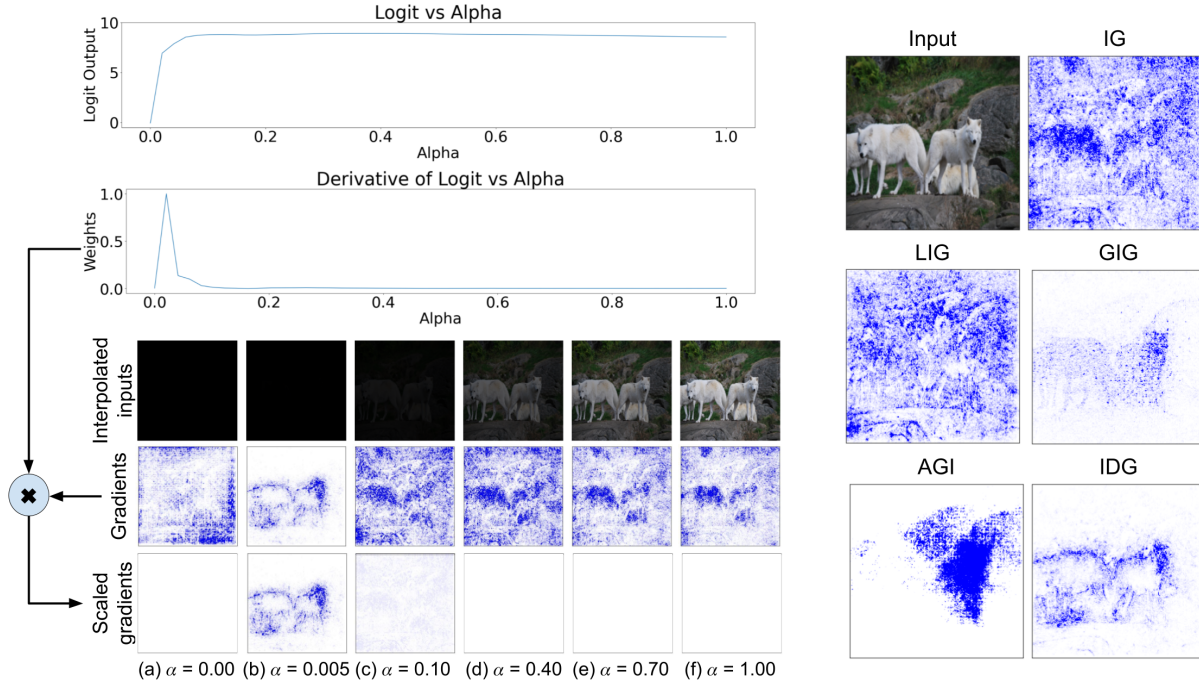 Logit vs Alpha
Logit Output
10
5
0
0.0 0.2 0.4 0.6 0.8 1.0
Alpha
Derivative of Logit vs Alpha
Weights
1.0
0.5
0.0
0.0 0.2 0.4 0.6 0.8 1.0
Alpha
Interpolated
inputs
Gradients
Scaled
gradients
(a) α = 0.00 (b) α = 0.005 (c) α = 0.10 (d) α = 0.40 (e) α = 0.70 (f) α = 1.00
Input IG
LIG GIG
AGI IDG